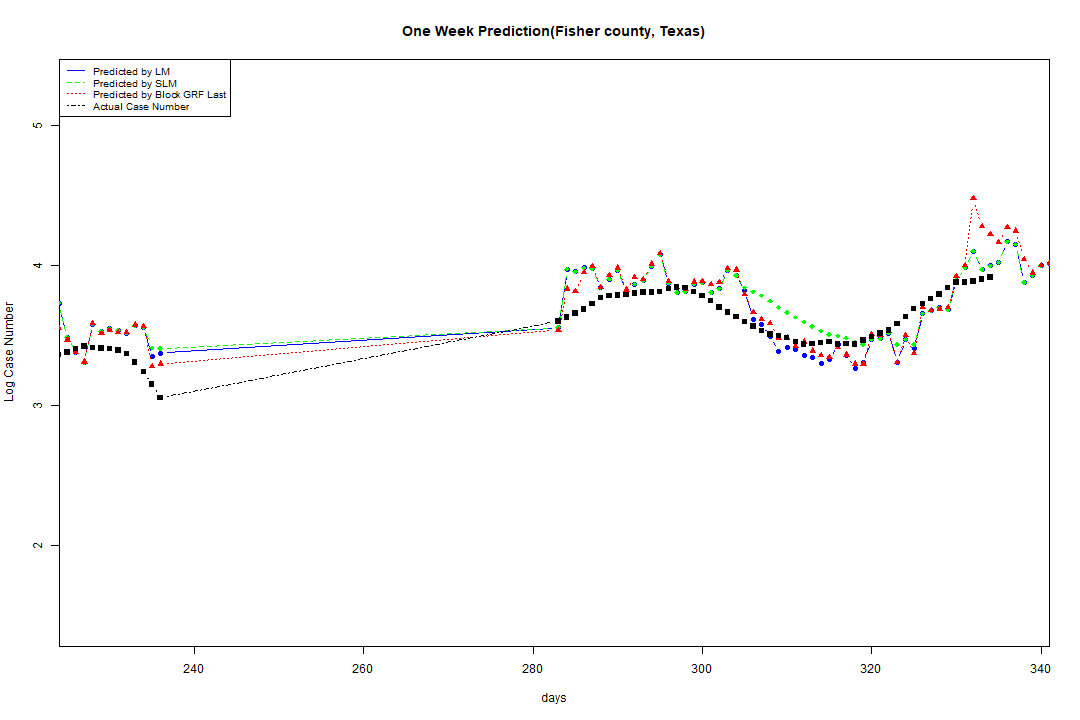 One Week Prediction(Fisher county, Texas)
Predicted by LM
Predicted by SLM
Predicted by Block GRF Last
Actual Case Number
5
4
3
2
Log Case Number
240 260 280 300 320 340
days